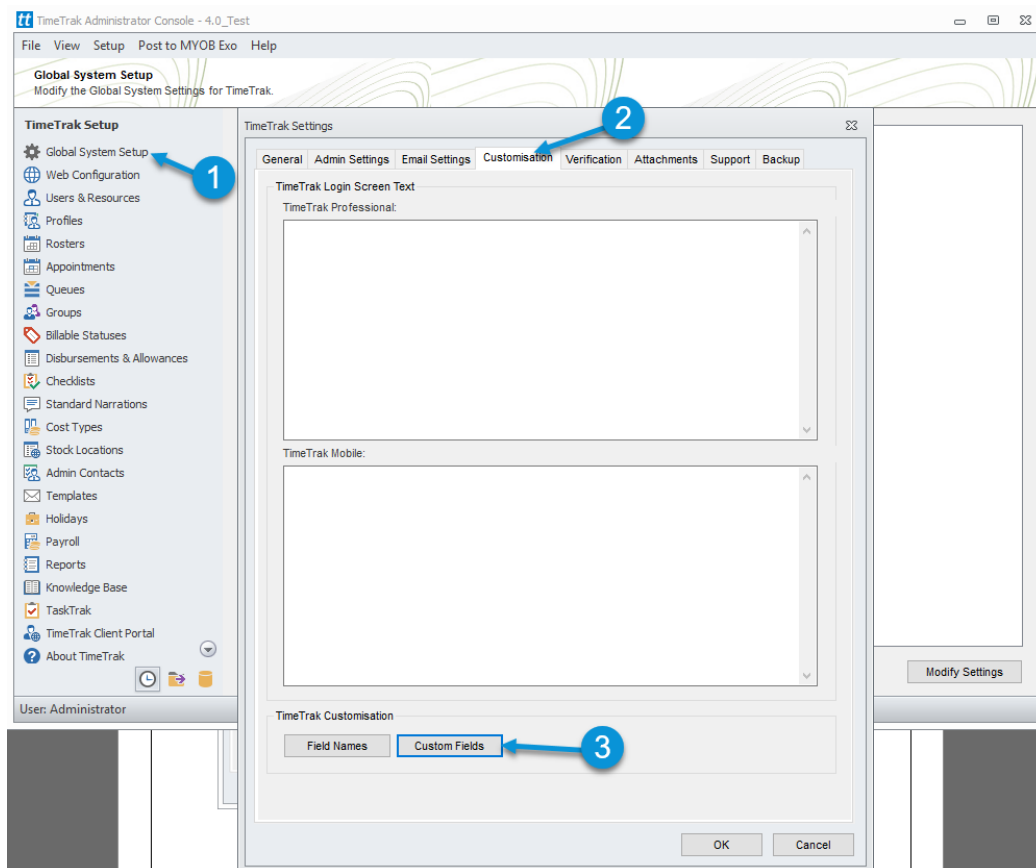 tt TimeTrak Administrator Console - 4.0_Test
File View Setup Post to MYOB Exo Help
Global System Setup
Modify the Global System Settings for TimeTrak.
TimeTrak Setup
Global System Setup
Web Configuration
Users & Resources
Profiles
Rosters
Appointments
Queues
Groups
Billable Statuses
Disbursements & Allowances
Checklists
Standard Narrations
Cost Types
Stock Locations
Admin Contacts
Templates
Holidays
Payroll
Reports
Knowledge Base
TaskTrak
TimeTrak Client Portal
About TimeTrak
User: Administrator
1
TimeTrak Settings
2
General Admin Settings Email Settings Customisation Verification Attachments Support Backup
TimeTrak Login Screen Text
TimeTrak Professional:
TimeTrak Mobile:
TimeTrak Customisation
Field Names Custom Fields
3
OK Cancel
Modify Settings